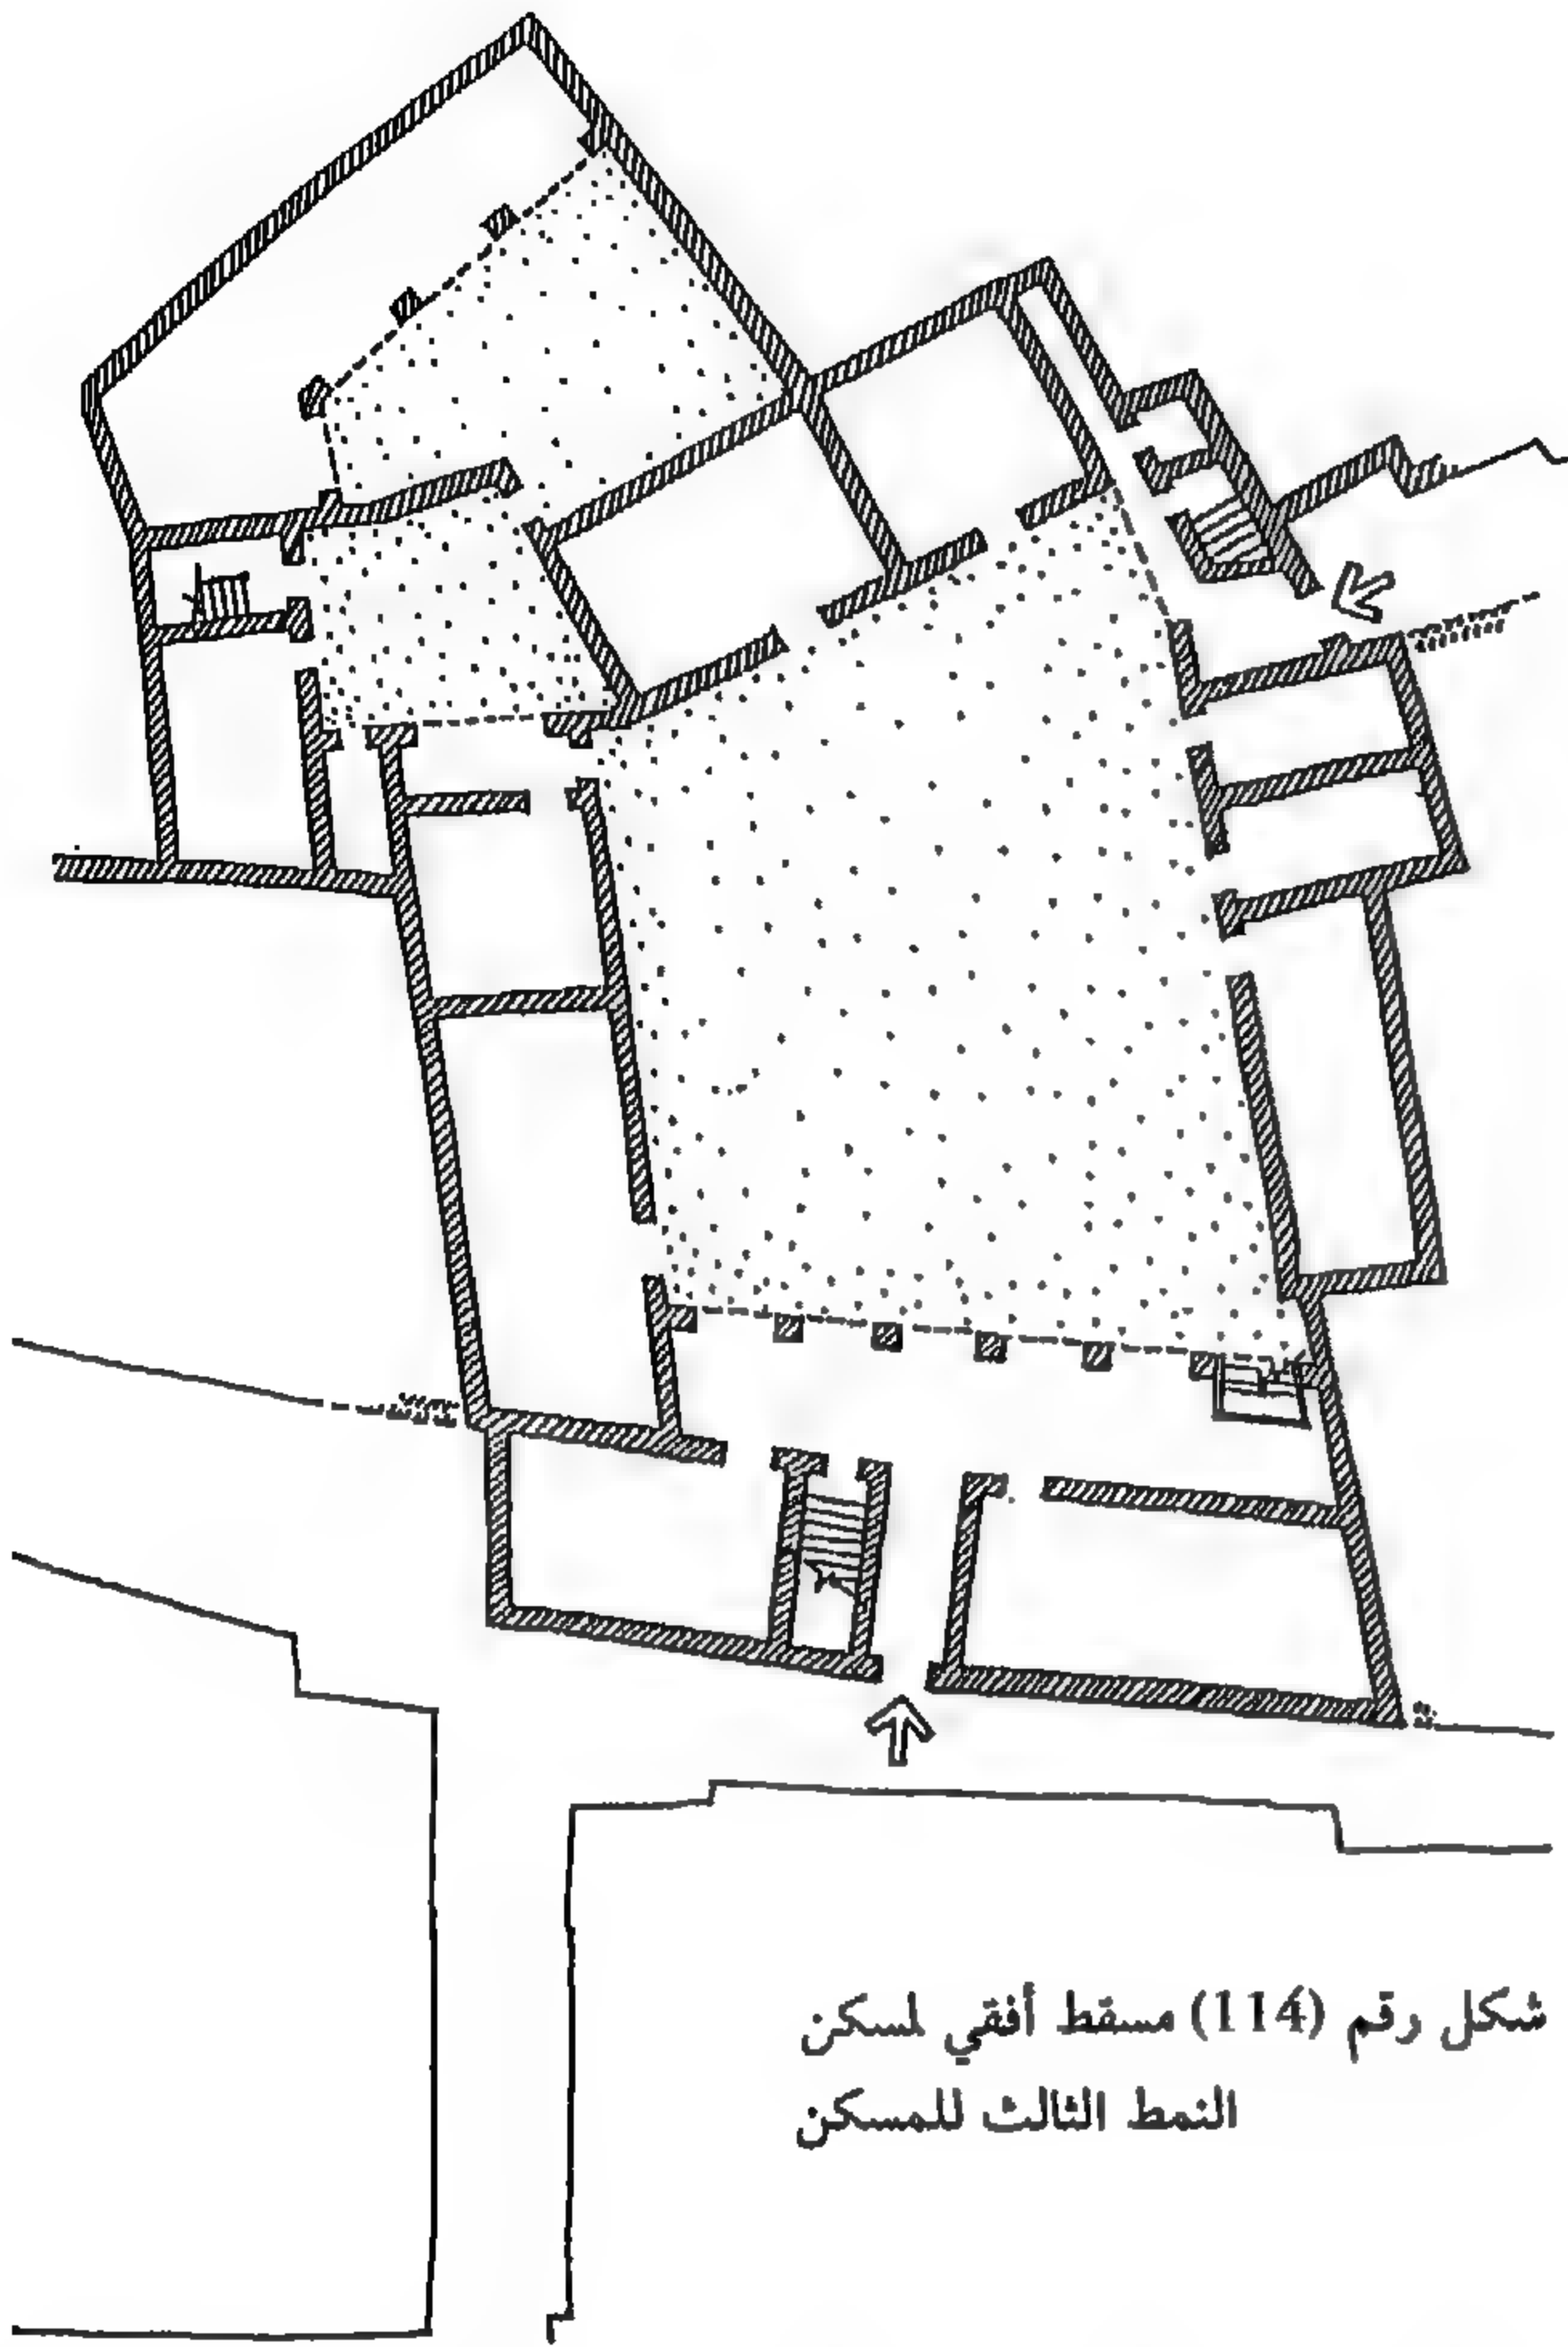 شكل رقم (114) مسقط أفقي لمسكن
النمط الثالث للمسكن